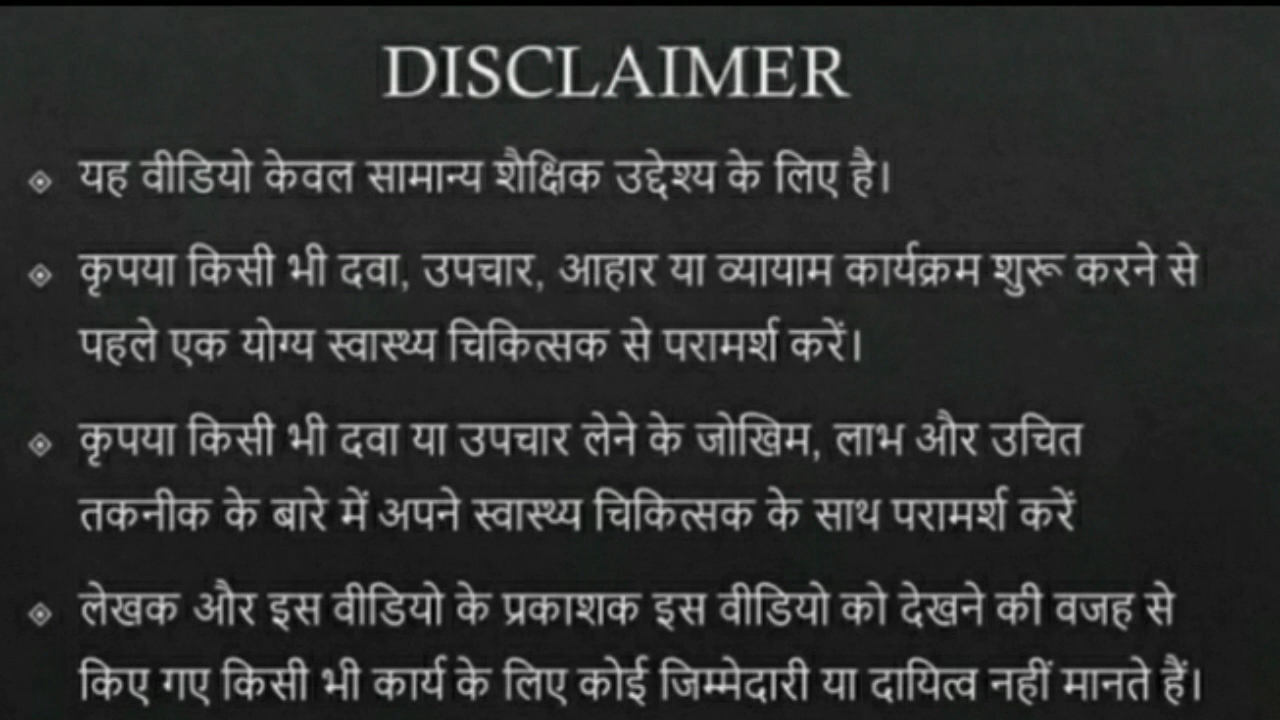 DISCLAIMER
यह वीडियो केवल सामान्य शैक्षिक उद्देश्य के लिए है।
कृपया किसी भी दवा, उपचार, आहार या व्यायाम कार्यक्रम शुरू करने से
पहले एक योग्य स्वास्थ्य चिकित्सक से परामर्श करें।
कृपया किसी भी दवा या उपचार लेने के जोखिम, लाभ और उचित
तकनीक के बारे में अपने स्वास्थ्य चिकित्सक के साथ परामर्श करें
लेखक और इस वीडियो के प्रकाशक इस वीडियो को देखने की वजह से
किए गए किसी भी कार्य के लिए कोई जिम्मेदारी या दायित्व नहीं मानते हैं।